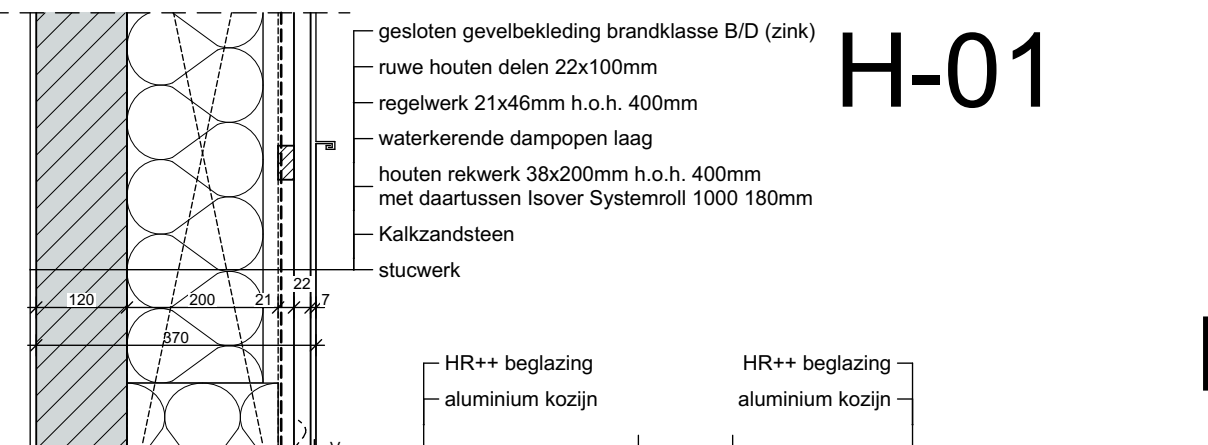 gesloten gevelbekleding brandklasse B/D (zink)
H-01
ruwe houten delen 22x100mm
regelwerk 21x46mm h.o.h. 400mm
waterkerende dampopen laag
houten rekwerk 38x200mm h.o.h. 400mm
met daartussen Isover Systemroll 1000 180mm
Kalkzandsteen
stucwerk
120 200 21 22 7
370
HR++ beglazing HR++ beglazing
aluminium kozijn aluminium kozijn